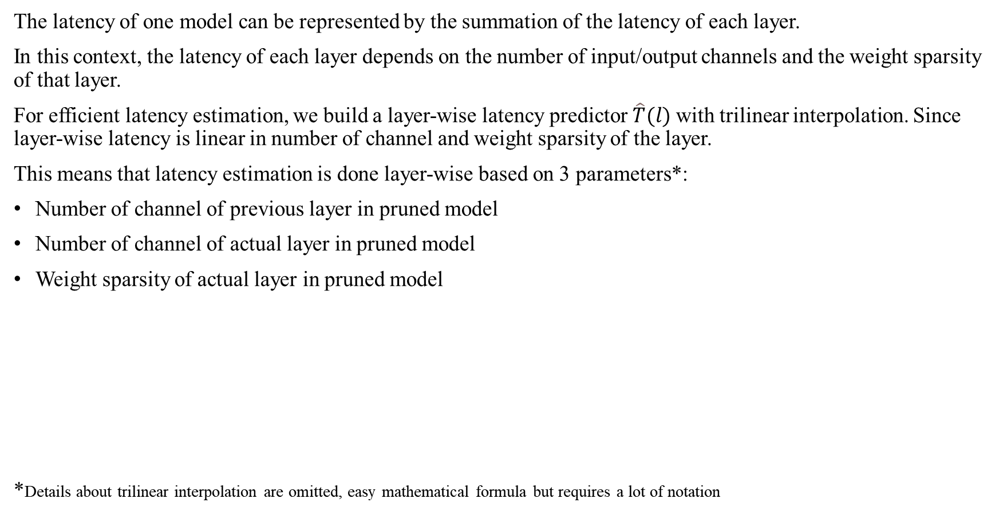 The latency of one model can be represented by the summation of the latency of each layer.
In this context, the latency of each layer depends on the number of input/output channels and the weight sparsity
of that layer.
For efficient latency estimation, we build a layer-wise latency predictor T̂(l) with trilinear interpolation. Since
layer-wise latency is linear in number of channel and weight sparsity of the layer.
This means that latency estimation is done layer-wise based on 3 parameters*:
• Number of channel of previous layer in pruned model
• Number of channel of actual layer in pruned model
• Weight sparsity of actual layer in pruned model
*Details about trilinear interpolation are omitted, easy mathematical formula but requires a lot of notation